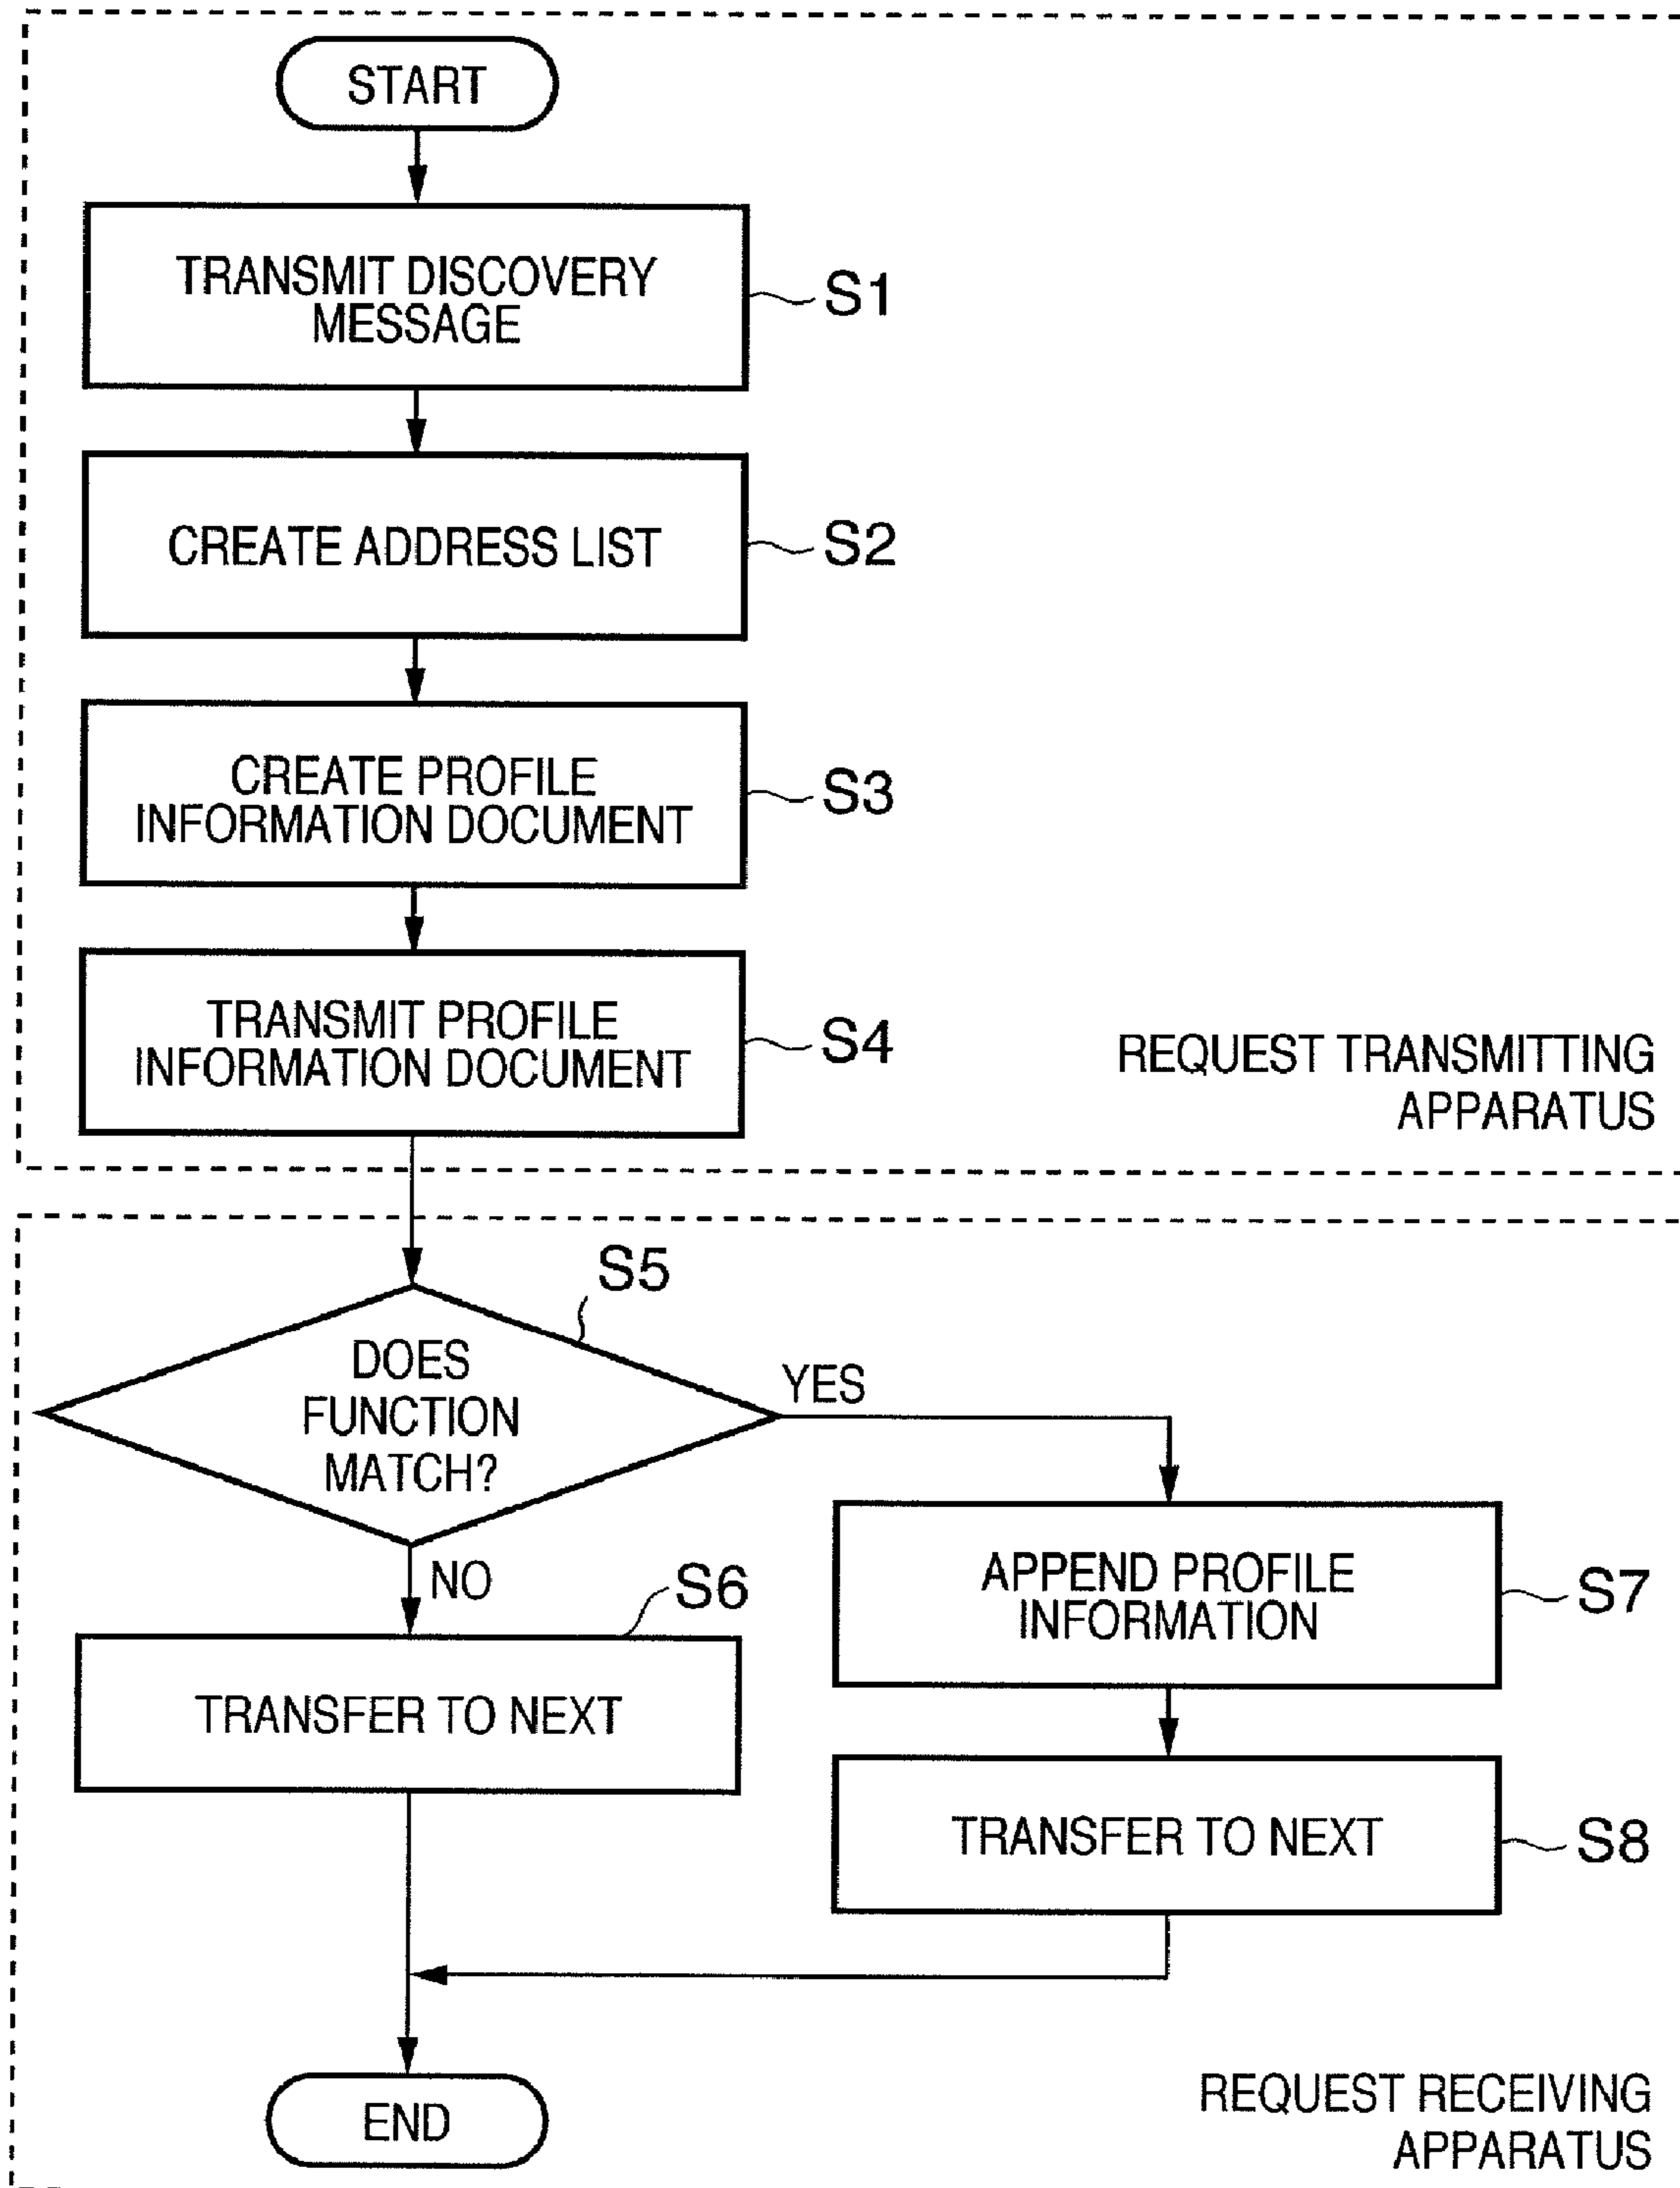 START
TRANSMIT DISCOVERY
MESSAGE
S1
CREATE ADDRESS LIST
S2
CREATE PROFILE
INFORMATION DOCUMENT
S3
TRANSMIT PROFILE
INFORMATION DOCUMENT
S4
REQUEST TRANSMITTING
APPARATUS
S5
DOES
FUNCTION
MATCH?
YES
NO
S6
TRANSFER TO NEXT
APPEND PROFILE
INFORMATION
S7
TRANSFER TO NEXT
S8
END
REQUEST RECEIVING
APPARATUS